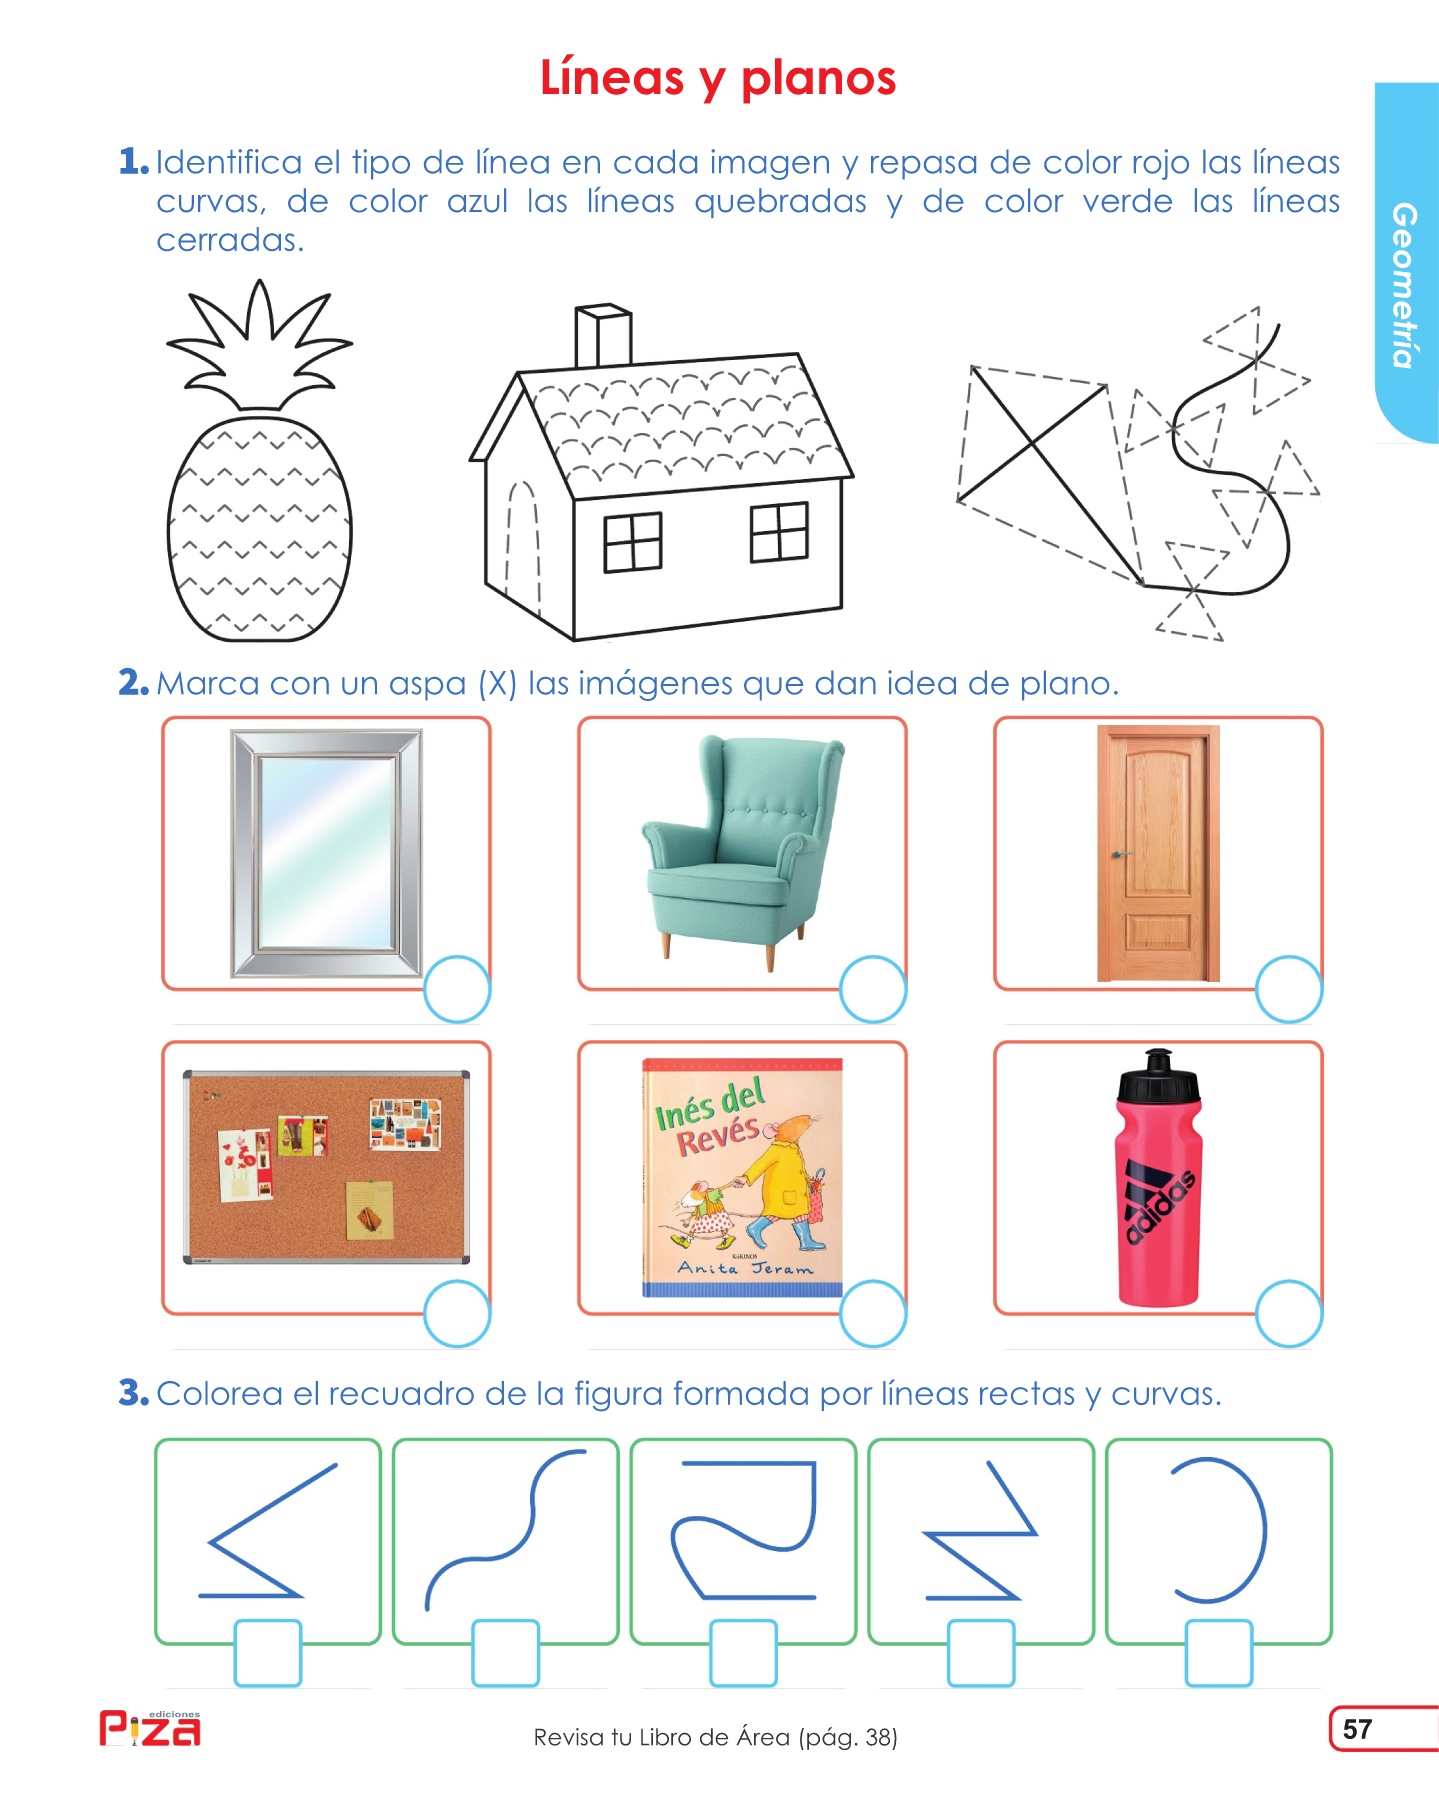 Líneas y planos
Geometría
1. Identifica el tipo de línea en cada imagen y repasa de color rojo las líneas
curvas, de color azul las líneas quebradas y de color verde las líneas
cerradas.
2. Marca con un aspa (X) las imágenes que dan idea de plano.
Inés del
Revés
KóKINOS
Anita Jeram
adidas
3. Colorea el recuadro de la figura formada por líneas rectas y curvas.
ediciones
Piza
Revisa tu Libro de Área (pág. 38)
57